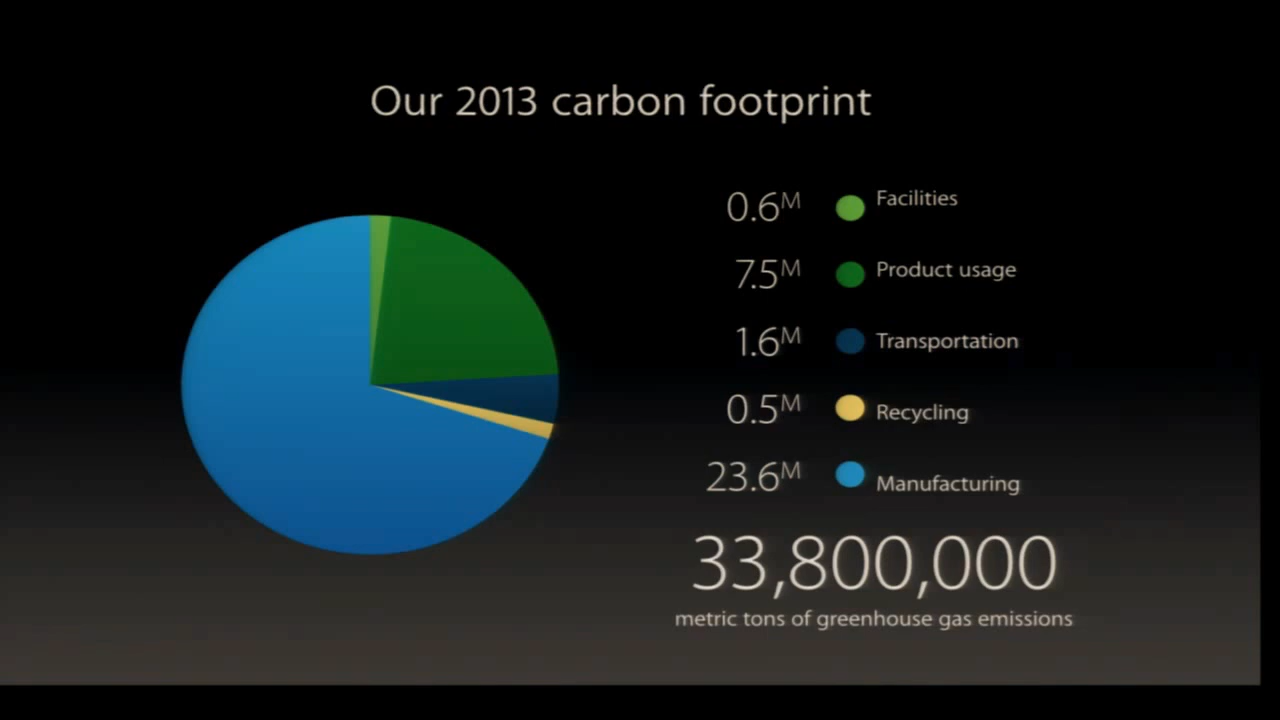 Our 2013 carbon footprint
0.6M Facilities
7.5M Product usage
1.6M Transportation
0.5M Recycling
23.6M Manufacturing
33,800,000
metric tons of greenhouse gas emissions